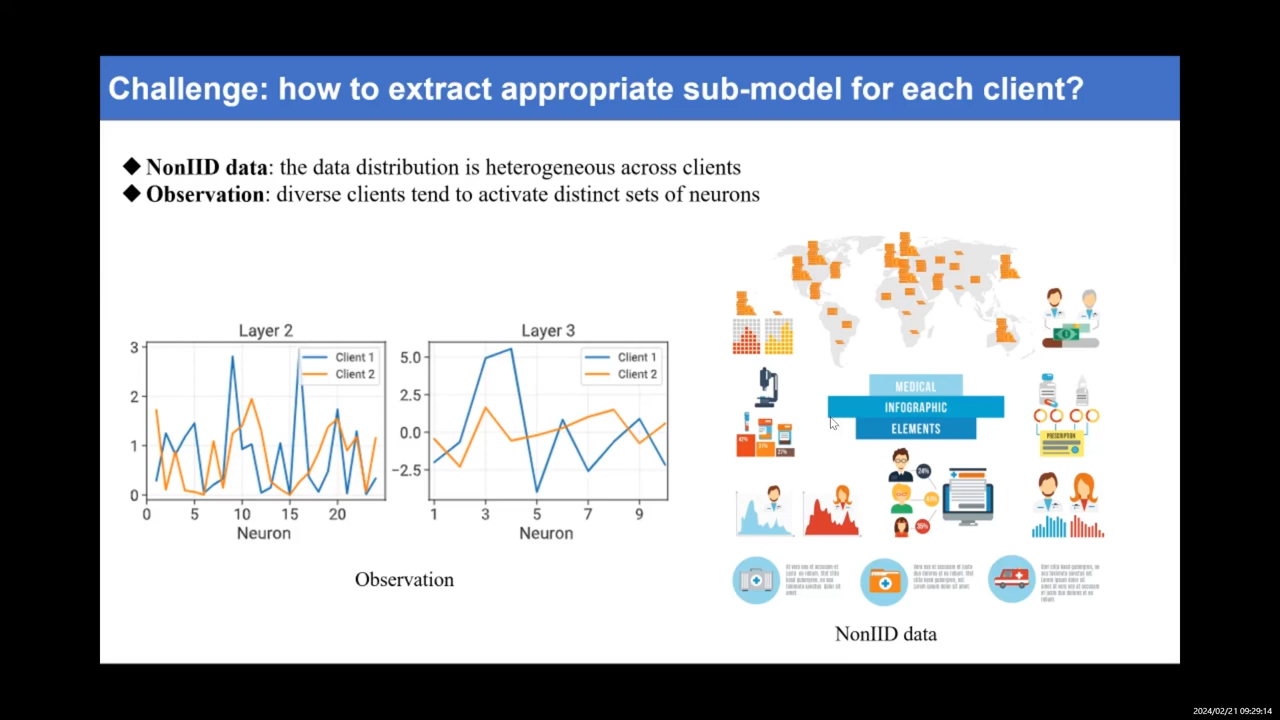 Challenge: how to extract appropriate sub-model for each client?
◆ NonIID data: the data distribution is heterogeneous across clients
◆ Observation: diverse clients tend to activate distinct sets of neurons
Layer 2
3
2
1
0
0 5 10 15 20
Neuron
Client 1
Client 2
Layer 3
5.0
2.5
0.0
−2.5
1 3 5 7 9
Neuron
Client 1
Client 2
Observation
MEDICAL
INFOGRAPHIC
ELEMENTS
PRESCRIPTION
24%
35%
27%
NonIID data
2024/02/21 09:29:14